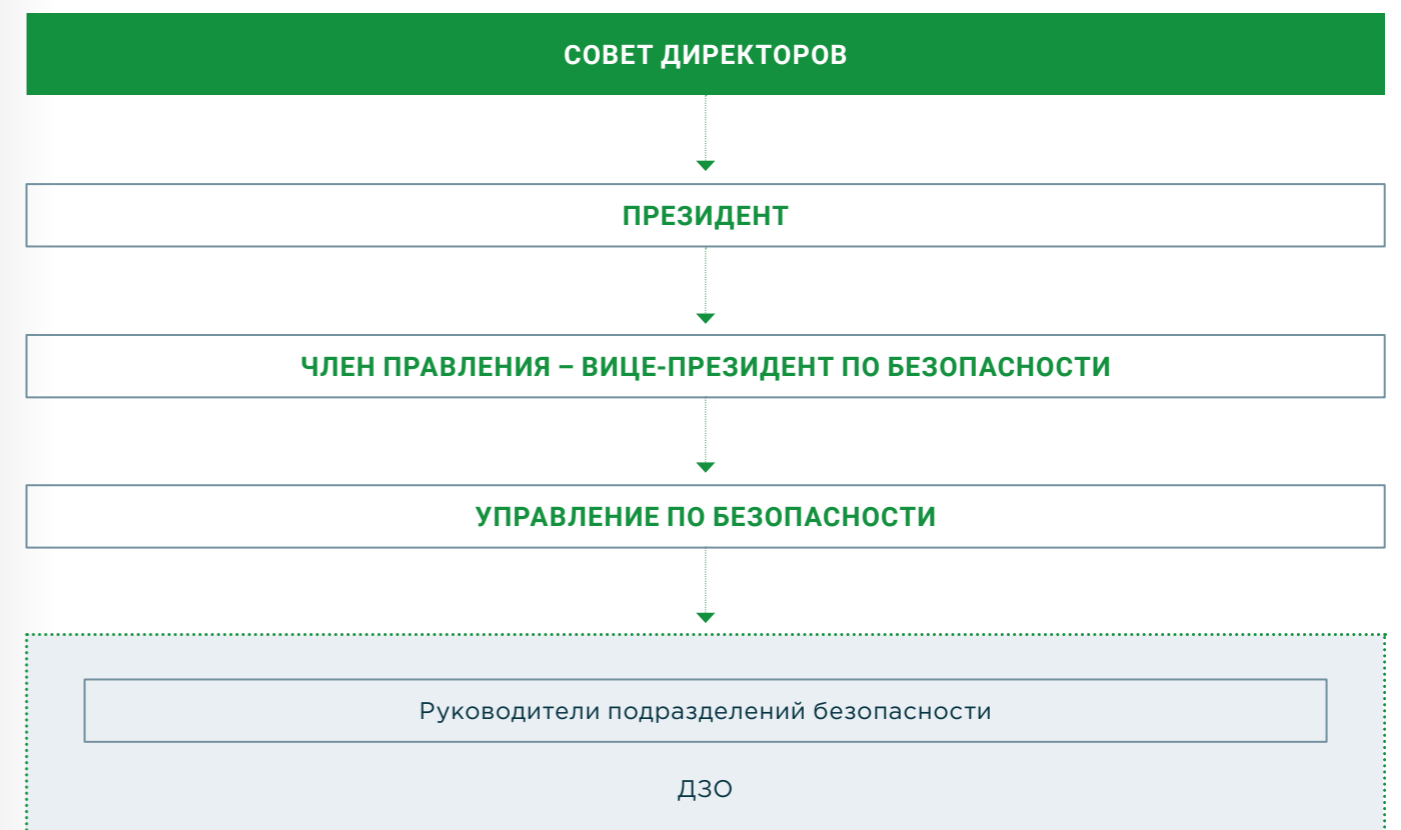 СОВЕТ ДИРЕКТОРОВ
ПРЕЗИДЕНТ
ЧЛЕН ПРАВЛЕНИЯ – ВИЦЕ-ПРЕЗИДЕНТ ПО БЕЗОПАСНОСТИ
УПРАВЛЕНИЕ ПО БЕЗОПАСНОСТИ
Руководители подразделений безопасности
ДЗО